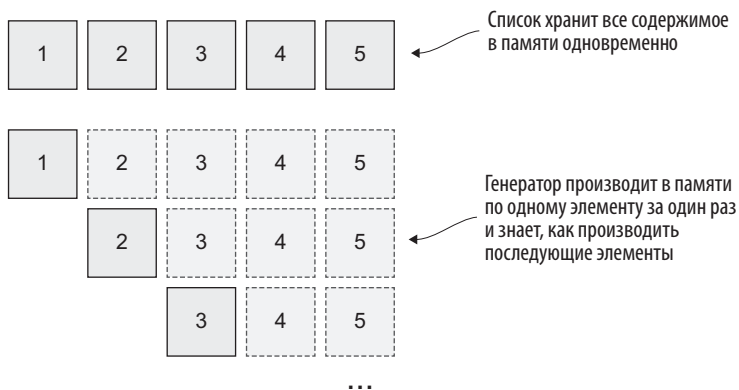 Список хранит все содержимое
в памяти одновременно
1 2 3 4 5
1 2 3 4 5
Генератор производит в памяти
по одному элементу за один раз
и знает, как производить
последующие элементы
2 3 4 5
3 4 5
...